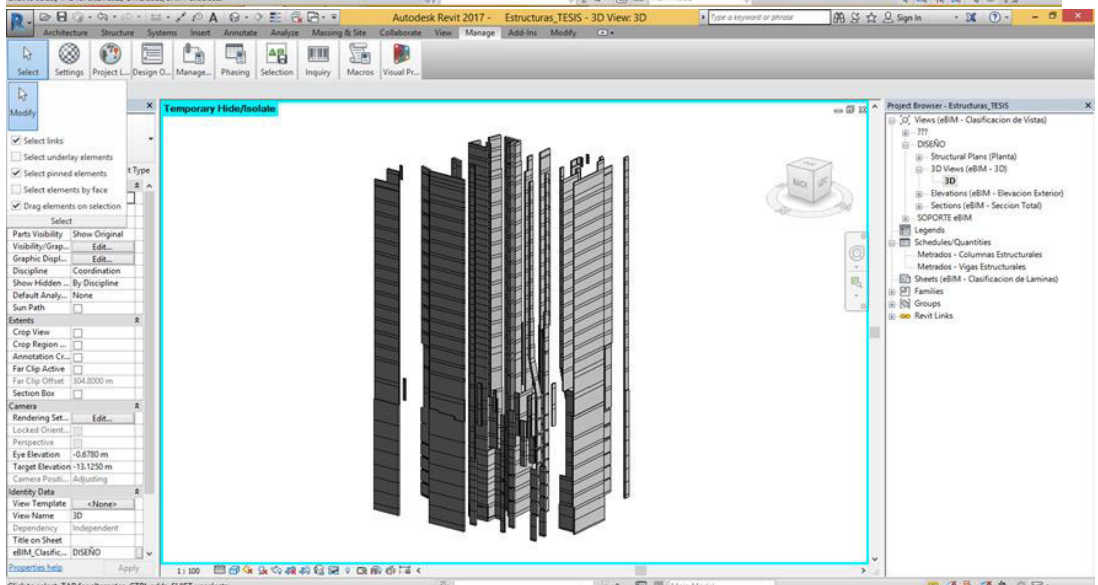 Autodesk Revit 2017 - Estructuras_TESIS - 3D View: 3D
Type a keyword or phrase
Sign In
Architecture Structure Systems Insert Annotate Analyze Massing & Site Collaborate View Manage Add-Ins Modify
Select Settings Project L... Design O... Manage... Phasing Selection Inquiry Macros Visual Pr...
Modify
Select links
Select underlay elements
Select pinned elements
Select elements by face
Drag elements on selection
Select
t Type
Parts Visibility Show Original
Visibility/Grap... Edit...
Graphic Displ... Edit...
Discipline Coordination
Show Hidden ... By Discipline
Default Analy... None
Sun Path
Extents
Crop View
Crop Region ...
Annotation Cr...
Far Clip Active
Far Clip Offset 304.8000 m
Section Box
Camera
Rendering Set... Edit...
Locked Orient...
Perspective
Eye Elevation -0.6780 m
Target Elevation -13.1250 m
Camera Positi... Adjusting
Identity Data
View Template <None>
View Name 3D
Dependency Independent
Title on Sheet
eBIM_Clasific... DISEÑO
Properties help Apply
Temporary Hide/Isolate
BACK
1 : 100
Project Browser - Estructuras_TESIS
Views (eBIM - Clasificacion de Vistas)
???
DISEÑO
Structural Plans (Planta)
3D Views (eBIM - 3D)
3D
Elevations (eBIM - Elevacion Exterior)
Sections (eBIM - Seccion Total)
SOPORTE eBIM
Legends
Schedules/Quantities
Metrados - Columnas Estructurales
Metrados - Vigas Estructurales
Sheets (eBIM - Clasificacion de Laminas)
Families
Groups
Revit Links